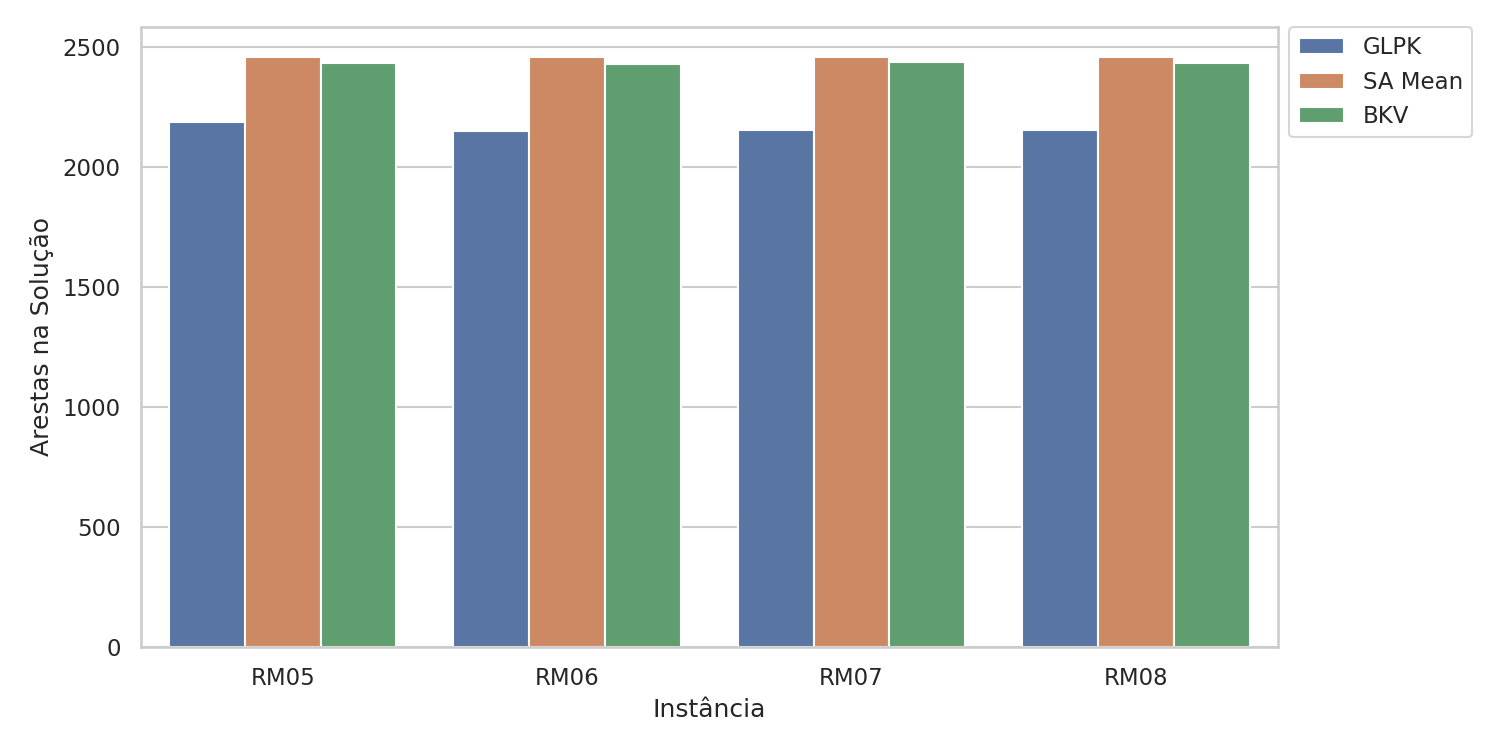 2500
2000
1500
1000
500
0
Arestas na Solução
RM05
RM06
RM07
RM08
Instância
GLPK
SA Mean
BKV